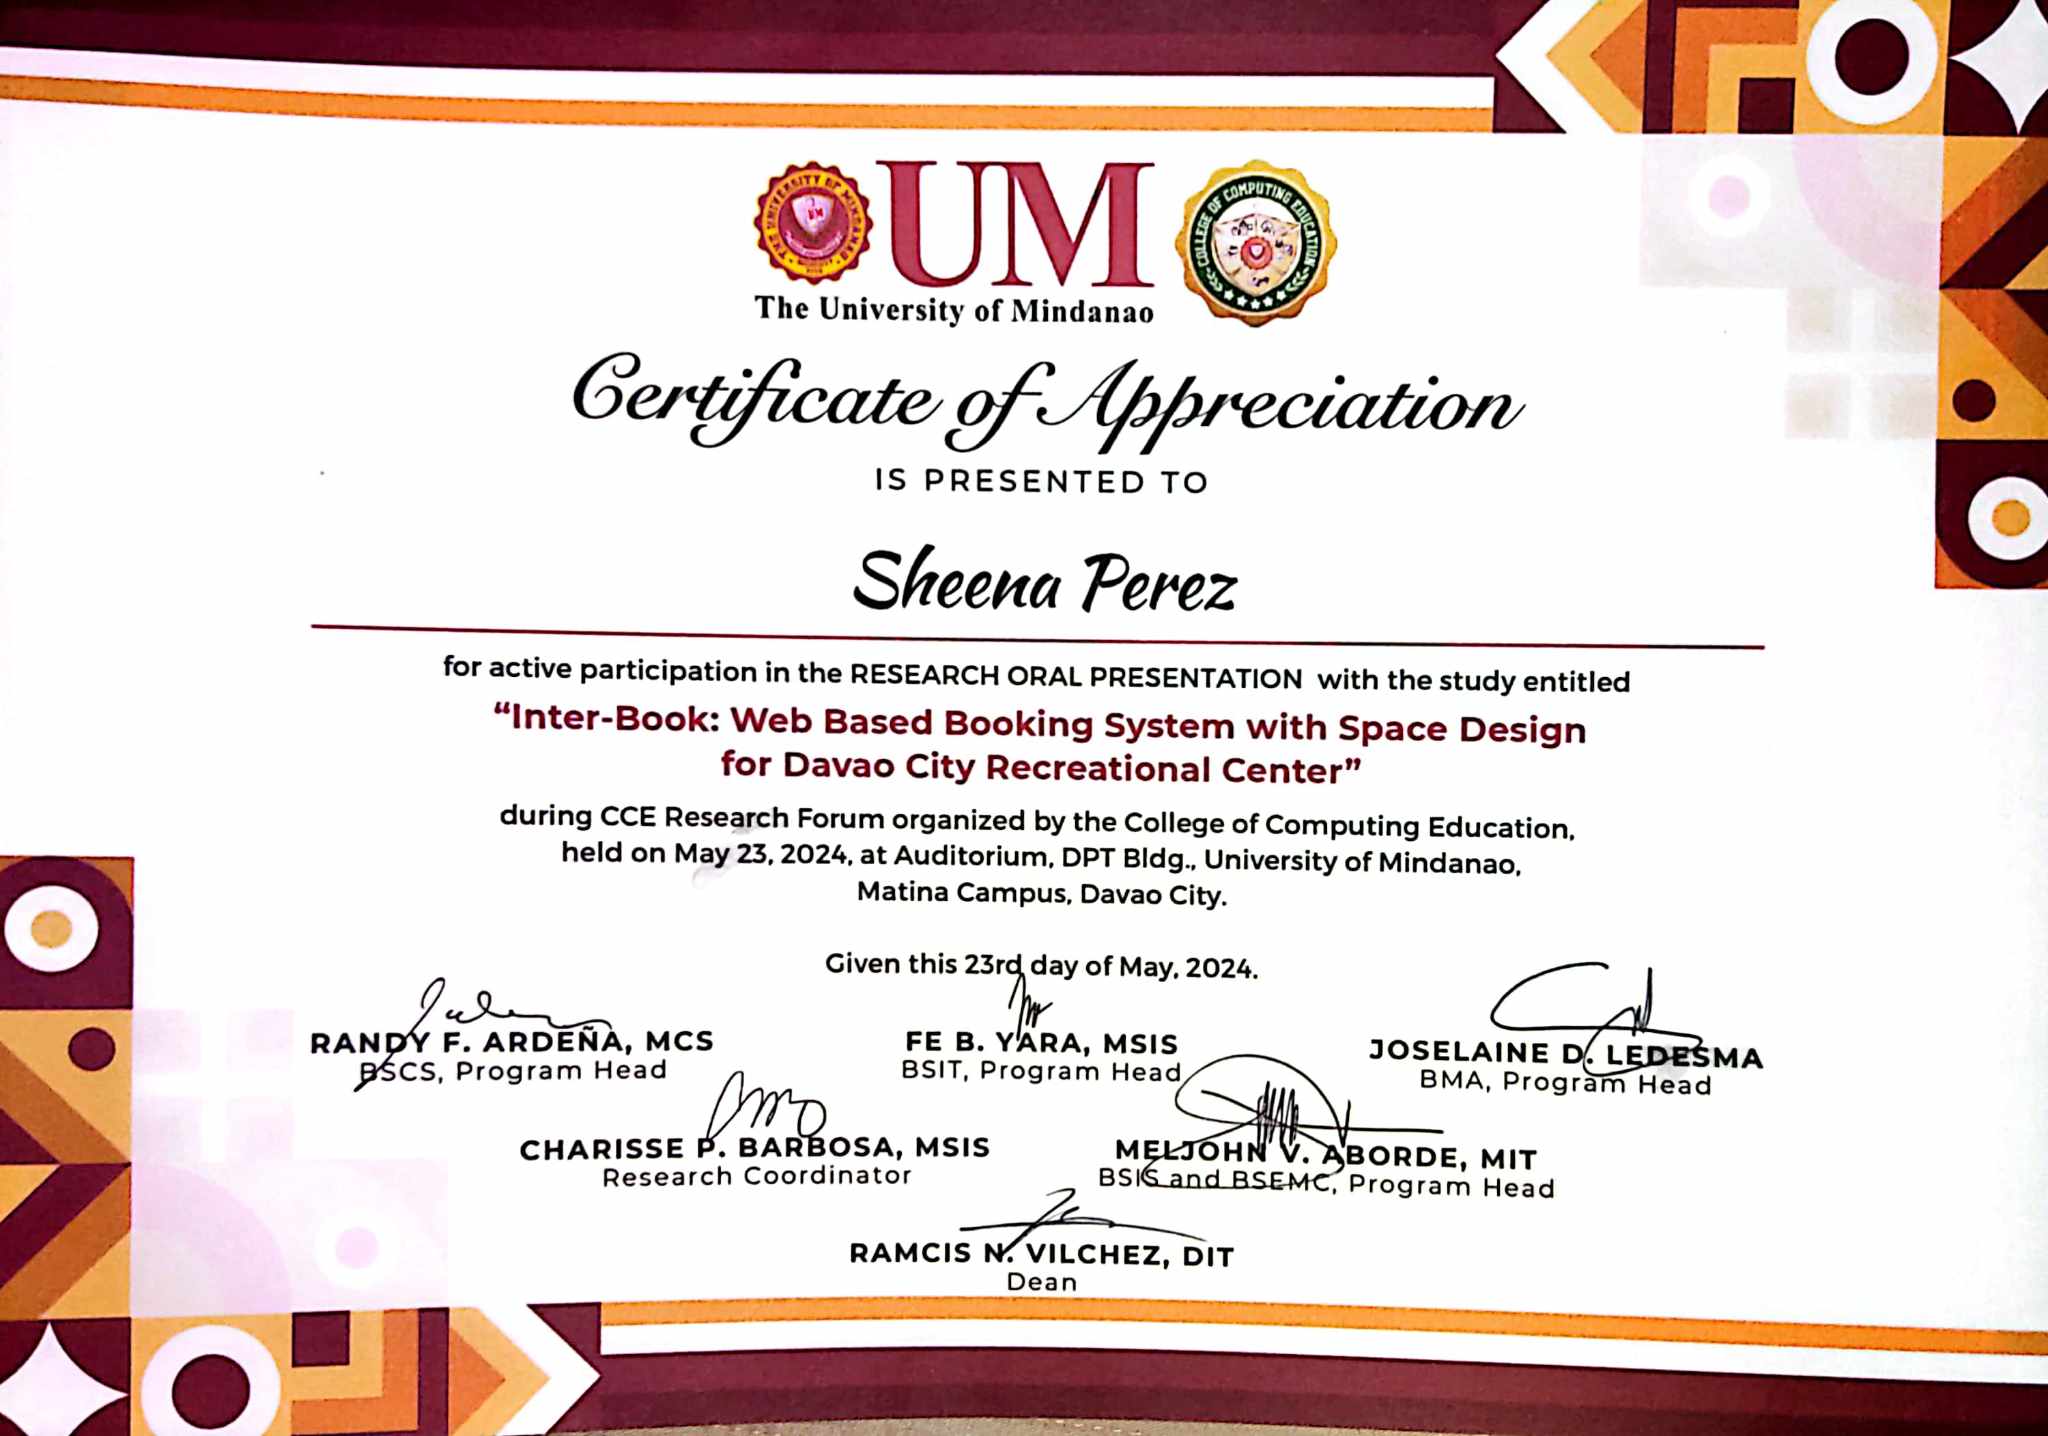 THE UNIVERSITY OF MINDANAO
UM
COLLEGE OF COMPUTING EDUCATION
The University of Mindanao
Certificate of Appreciation
IS PRESENTED TO
Sheena Perez
for active participation in the RESEARCH ORAL PRESENTATION with the study entitled
“Inter-Book: Web Based Booking System with Space Design
for Davao City Recreational Center”
during CCE Research Forum organized by the College of Computing Education,
held on May 23, 2024, at Auditorium, DPT Bldg., University of Mindanao,
Matina Campus, Davao City.
Given this 23rd day of May, 2024.
RANDY F. ARDEÑA, MCS
BSCS, Program Head
FE B. YARA, MSIS
BSIT, Program Head
JOSELAINE D. LEDESMA
BMA, Program Head
CHARISSE P. BARBOSA, MSIS
Research Coordinator
MELJOHN V. ABORDE, MIT
BSIS and BSEMC, Program Head
RAMCIS N. VILCHEZ, DIT
Dean